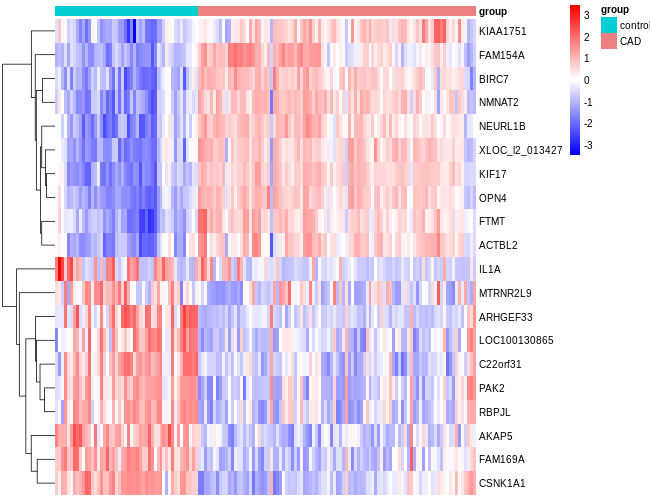 group
KIAA1751
FAM154A
BIRC7
NMNAT2
NEURL1B
XLOC_l2_013427
KIF17
OPN4
FTMT
ACTBL2
IL1A
MTRNR2L9
ARHGEF33
LOC100130865
C22orf31
PAK2
RBPJL
AKAP5
FAM169A
CSNK1A1
3
2
1
0
-1
-2
-3
group
control
CAD